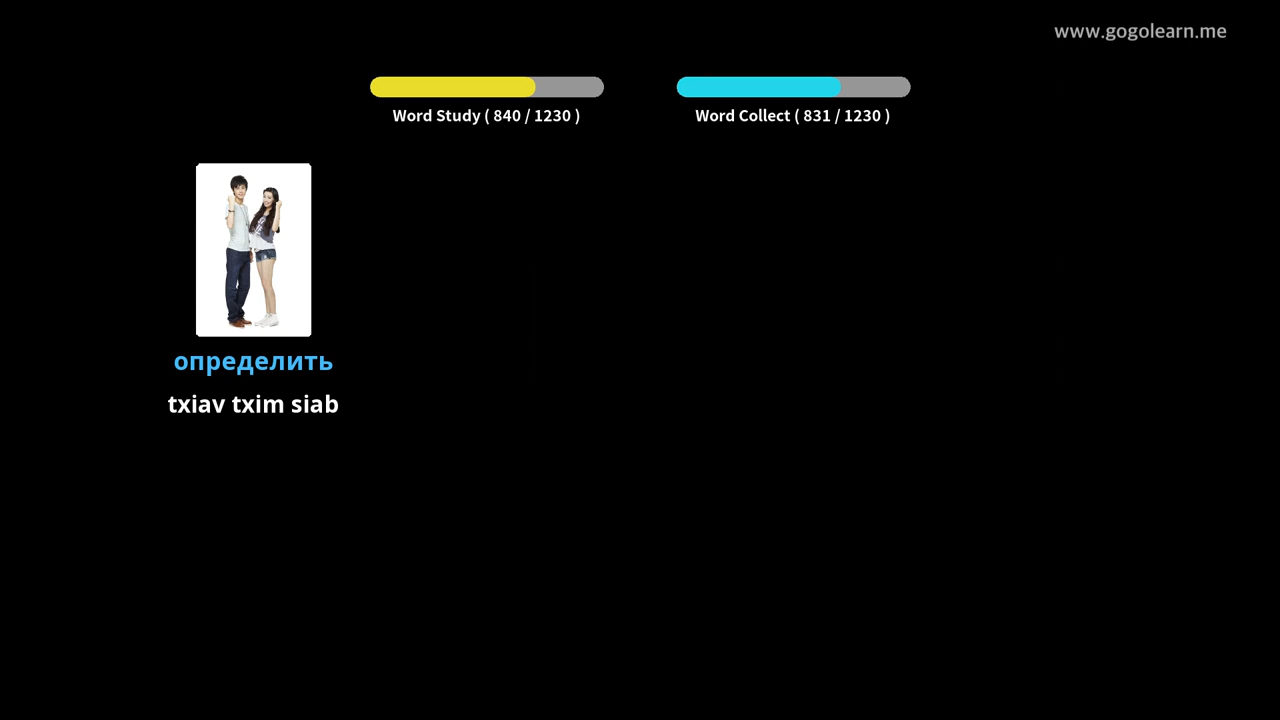 www.gogolearn.me
Word Study ( 840 / 1230 )
Word Collect ( 831 / 1230 )
определить
txiav txim siab